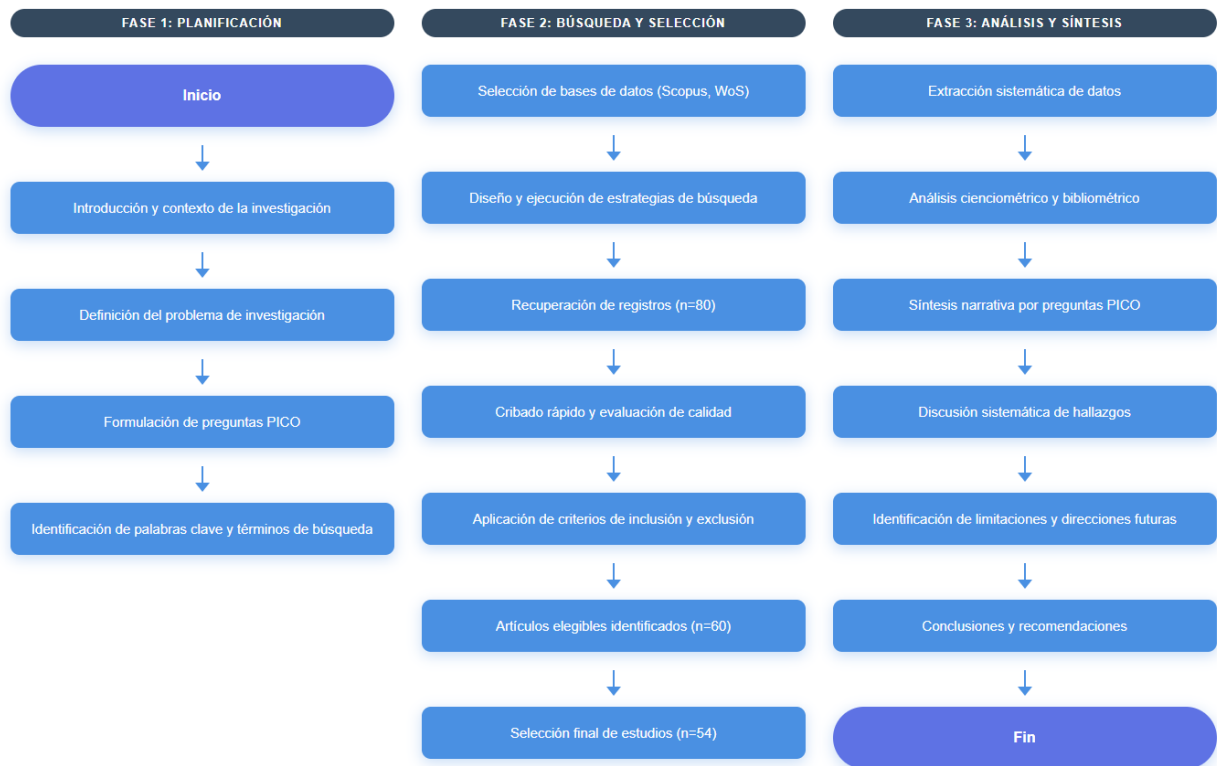 FASE 1: PLANIFICACIÓN
Inicio
Introducción y contexto de la investigación
Definición del problema de investigación
Formulación de preguntas PICO
Identificación de palabras clave y términos de búsqueda
FASE 2: BÚSQUEDA Y SELECCIÓN
Selección de bases de datos (Scopus, WoS)
Diseño y ejecución de estrategias de búsqueda
Recuperación de registros (n=80)
Cribado rápido y evaluación de calidad
Aplicación de criterios de inclusión y exclusión
Artículos elegibles identificados (n=60)
Selección final de estudios (n=54)
FASE 3: ANÁLISIS Y SÍNTESIS
Extracción sistemática de datos
Análisis cienciométrico y bibliométrico
Síntesis narrativa por preguntas PICO
Discusión sistemática de hallazgos
Identificación de limitaciones y direcciones futuras
Conclusiones y recomendaciones
Fin